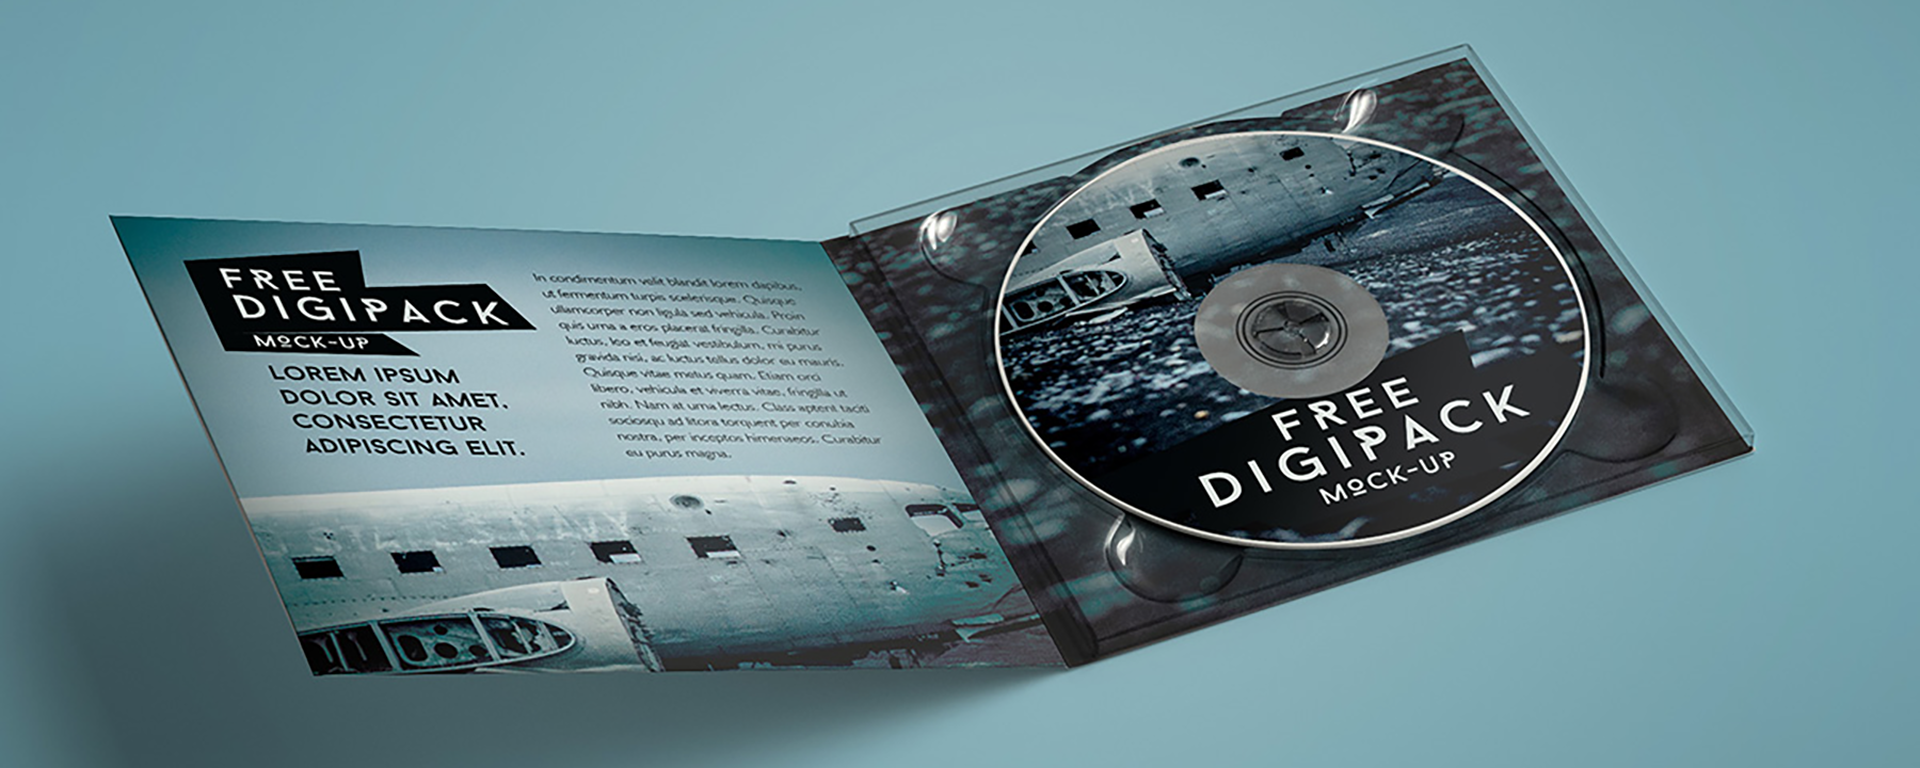 FREE
DIGIPACK
MOCK-UP
LOREM IPSUM
DOLOR SIT AMET.
CONSECTETUR
ADIPISCING ELIT.
In condimentum velit blandit lorem dapibus,
ut fermentum turpis scelerisque. Quisque
ullamcorper non ligula sed vehicula. Proin
quis urna a eros placerat fringilla. Curabitur
luctus, leo et feugiat vestibulum, mi purus
gravida nisi, ac luctus tellus dolor eu mauris.
Quisque vitae metus quam. Etiam orci
libero, vehicula et viverra vitae, fringilla ut
nibh. Nam at urna lectus. Class aptent taciti
sociosqu ad litora torquent per conubia
nostra, per inceptos himenaeos. Curabitur
eu purus magna.
FREE
DIGIPACK
MOCK-UP